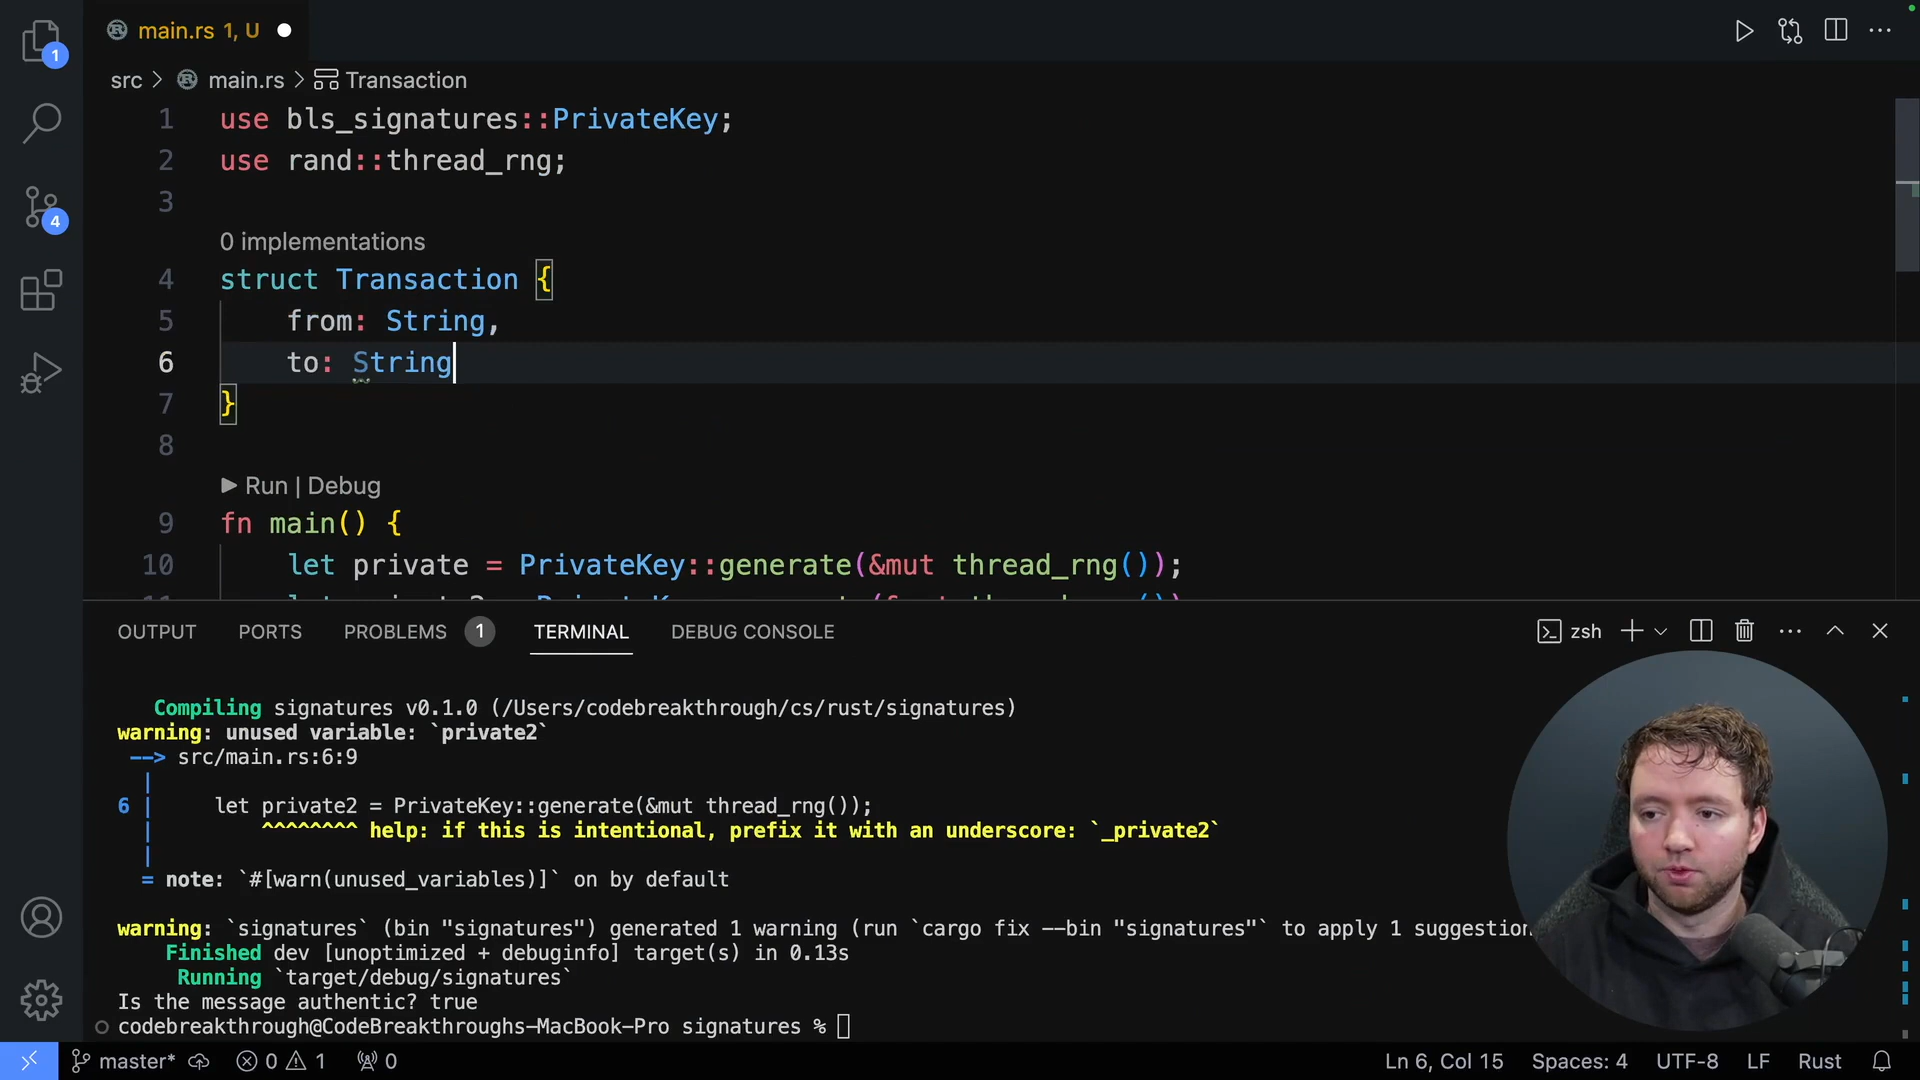 main.rs 1, U
src > main.rs > Transaction
1 use bls_signatures::PrivateKey;
2 use rand::thread_rng;
3
0 implementations
4 struct Transaction {
5 from: String,
6 to: String
7 }
8
Run | Debug
9 fn main() {
10 let private = PrivateKey::generate(&mut thread_rng());
OUTPUT PORTS PROBLEMS 1 TERMINAL DEBUG CONSOLE zsh
Compiling signatures v0.1.0 (/Users/codebreakthrough/cs/rust/signatures)
warning: unused variable: `private2`
--> src/main.rs:6:9
|
6 | let private2 = PrivateKey::generate(&mut thread_rng());
| ^^^^^^^^ help: if this is intentional, prefix it with an underscore: `_private2`
|
= note: `#[warn(unused_variables)]` on by default
warning: `signatures` (bin "signatures") generated 1 warning (run `cargo fix --bin "signatures"` to apply 1 suggestion
Finished dev [unoptimized + debuginfo] target(s) in 0.13s
Running `target/debug/signatures`
Is the message authentic? true
codebreakthrough@CodeBreakthroughs-MacBook-Pro signatures %
1
4
master* 0 1 0 Ln 6, Col 15 Spaces: 4 UTF-8 LF Rust